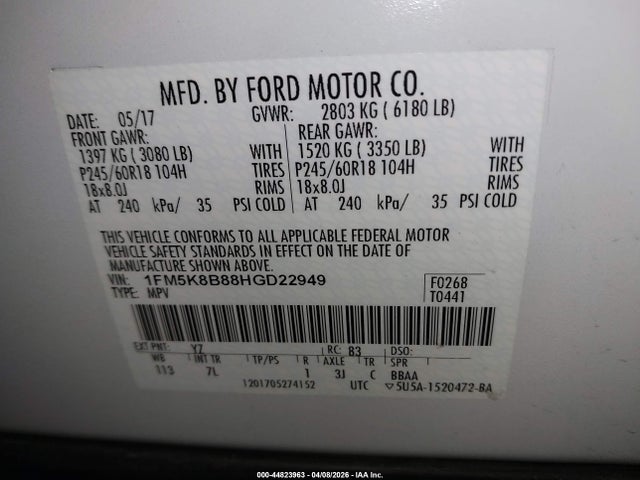 MFD. BY FORD MOTOR CO.
DATE: 05/17 GVWR: 2803 KG ( 6180 LB)
FRONT GAWR: REAR GAWR:
1397 KG ( 3080 LB) WITH 1520 KG ( 3350 LB) WITH
P245/60R18 104H TIRES P245/60R18 104H TIRES
18x8.0J RIMS 18x8.0J RIMS
AT 240 kPa/ 35 PSI COLD AT 240 kPa/ 35 PSI COLD
THIS VEHICLE CONFORMS TO ALL APPLICABLE FEDERAL MOTOR
VEHICLE SAFETY STANDARDS IN EFFECT ON THE DATE OF
MANUFACTURE SHOWN ABOVE.
VIN: 1FM5K8B88HGD22949 F0268
TYPE: MPV T0441
EXT PNT: YZ RC: 83 DSO:
WB INT TR TP/PS R AXLE TR SPR
113 7L 1 3J C BBAA
1201705274152 UTC ▽5U5A-1520472-BA
000-44823963 - 04/08/2026 - IAA Inc.